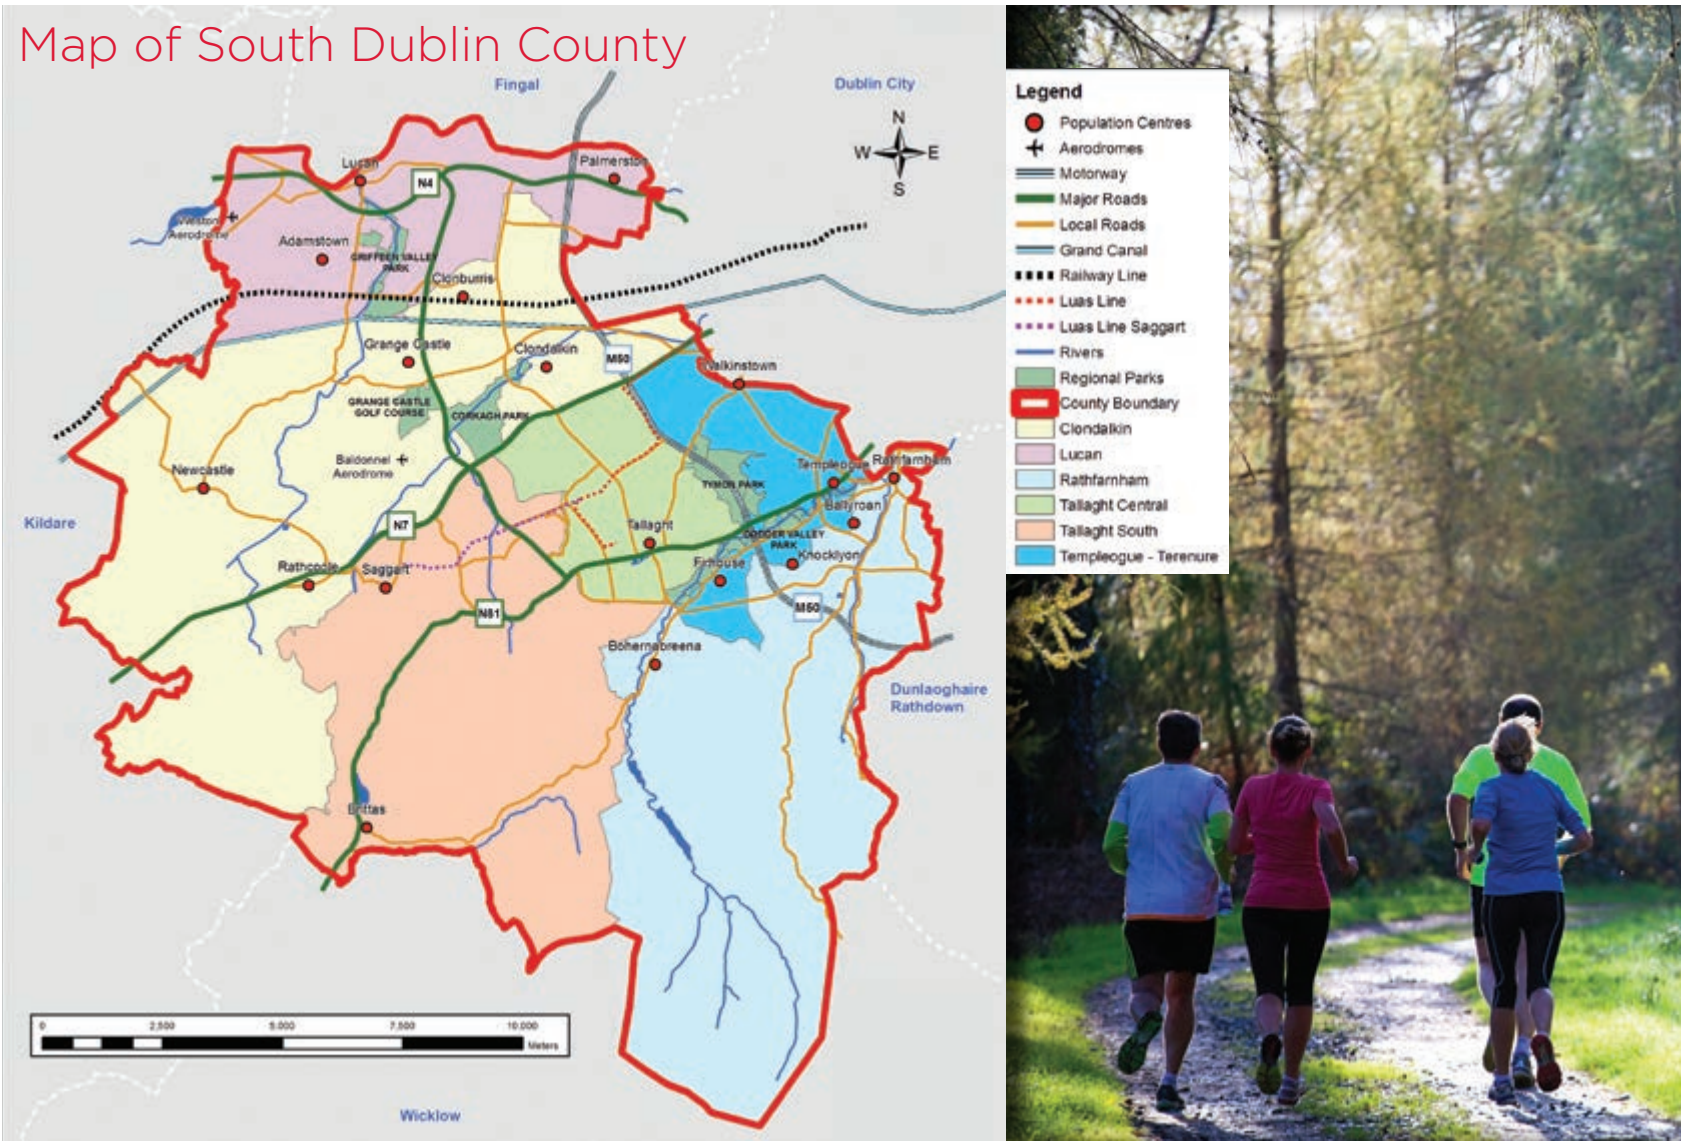 Map of South Dublin County
Fingal
Dublin City
N
W
E
S
Lucan
Palmerston
N4
Weston
Aerodrome
Adamstown
GRIFFEEN VALLEY
PARK
Clonburris
Grange Castle
Clondalkin
M50
Walkinstown
GRANGE CASTLE
GOLF COURSE
CORKAGH PARK
Baldonnel
Aerodrome
Newcastle
Templeogue
Rathfarnham
TYMON PARK
Ballyroan
Kildare
N7
Tallaght
DODDER VALLEY
PARK
Knocklyon
Firhouse
Rathcoole
Saggart
N81
M50
Bohernabreena
Dunlaoghaire
Rathdown
Brittas
0
2,500
5,000
7,500
10,000
Meters
Wicklow
Legend
Population Centres
Aerodromes
Motorway
Major Roads
Local Roads
Grand Canal
Railway Line
Luas Line
Luas Line Saggart
Rivers
Regional Parks
County Boundary
Clondalkin
Lucan
Rathfarnham
Tallaght Central
Tallaght South
Templeogue - Terenure